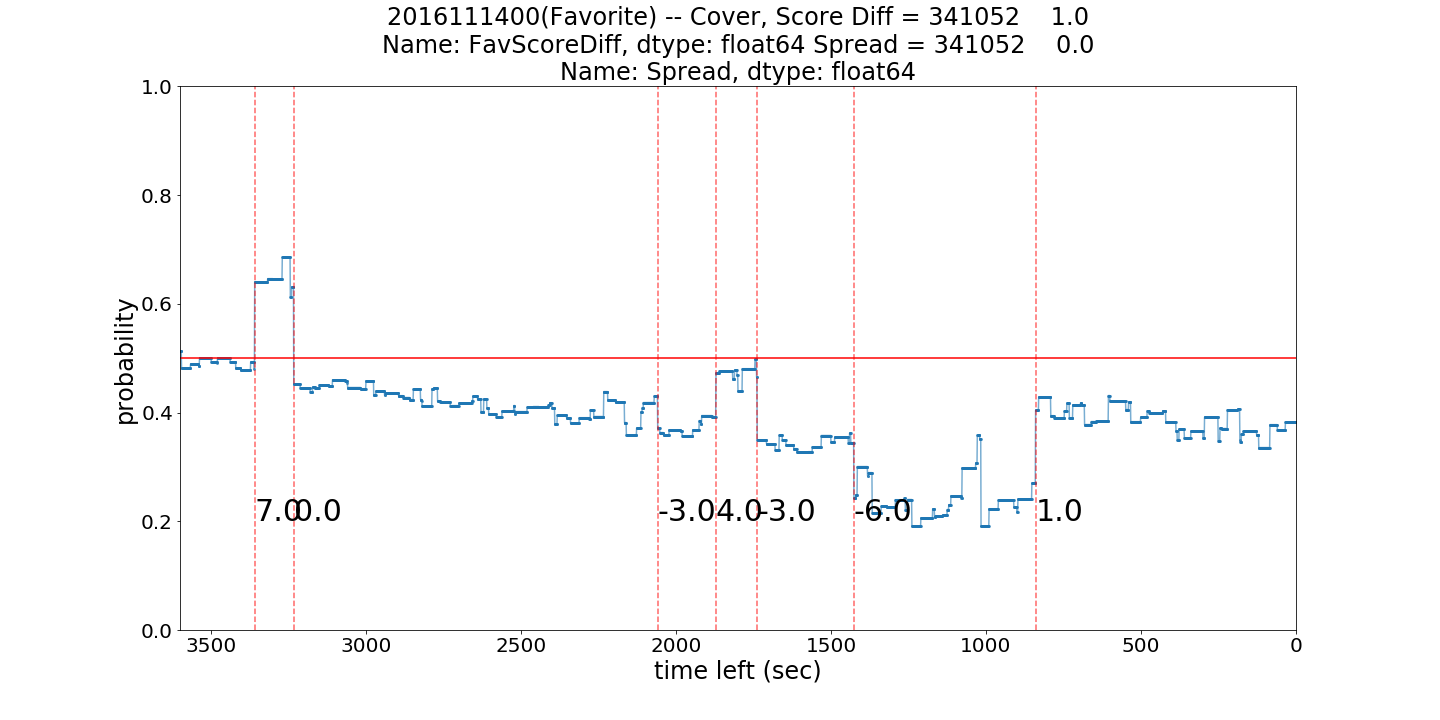 2016111400(Favorite) -- Cover, Score Diff = 341052    1.0
Name: FavScoreDiff, dtype: float64 Spread = 341052    0.0
Name: Spread, dtype: float64
1.0
0.8
0.6
0.4
0.2
0.0
probability
7.0
0.0
-3.0
4.0
-3.0
-6.0
1.0
3500 3000 2500 2000 1500 1000 500 0
time left (sec)